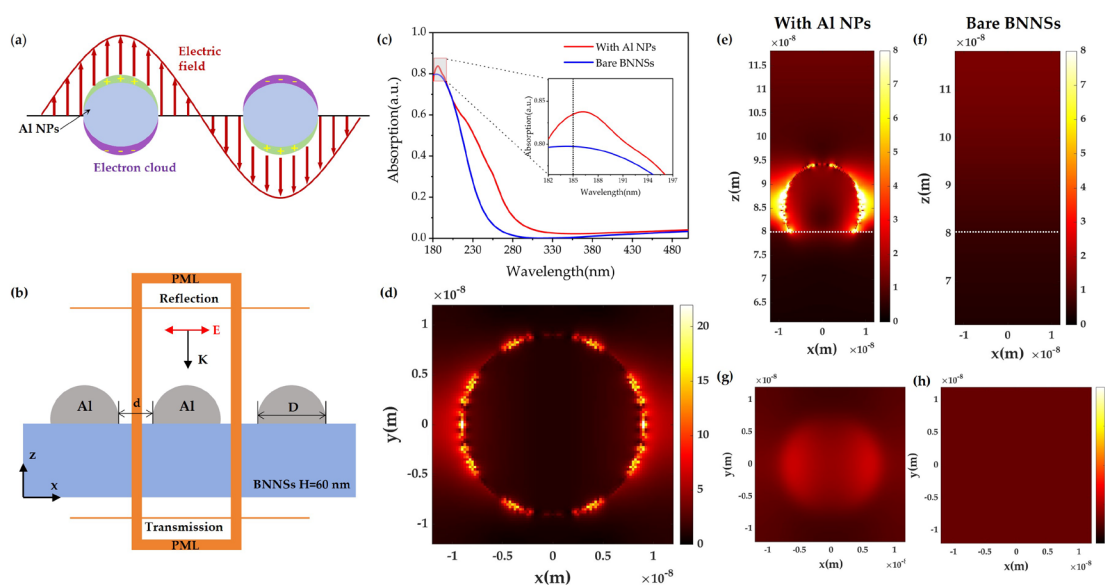 (a)
Electric
field
+ + +
- - -
Al NPs
Electron cloud
- - -
+ + +
(b)
PML
Reflection
E
K
Al
d
Al
D
z
x
BNNSs H=60 nm
Transmission
PML
(c)
Absorption(a.u.)
1.0
0.8
0.6
0.4
0.2
0.0
With Al NPs
Bare BNNSs
Absorption(a.u.)
0.85
0.80
182 185 188 191 194 197
Wavelength(nm)
180 230 280 330 380 430 480
Wavelength(nm)
(d)
×10⁻⁸
y(m)
1
0.5
0
-0.5
-1
-1 -0.5 0 0.5 1
x(m) ×10⁻⁸
20
15
10
5
0
With Al NPs
(e)
×10⁻⁸
z(m)
11.5
11
10.5
10
9.5
9
8.5
8
7.5
7
6.5
-1 0 1
x(m) ×10⁻⁸
8
7
6
5
4
3
2
1
0
Bare BNNSs
(f)
×10⁻⁸
z(m)
11
10
9
8
7
-1 0 1
x(m) ×10⁻⁸
8
7
6
5
4
3
2
1
0
(g)
×10⁻⁸
y(m)
1
0.5
0
-0.5
-1
-1 -0.5 0 0.5 1
x(m)
(h)
×10⁻⁸
y(m)
1
0.5
0
-0.5
-1
-1 -0.5 0 0.5 1
x(m) ×10⁻⁸